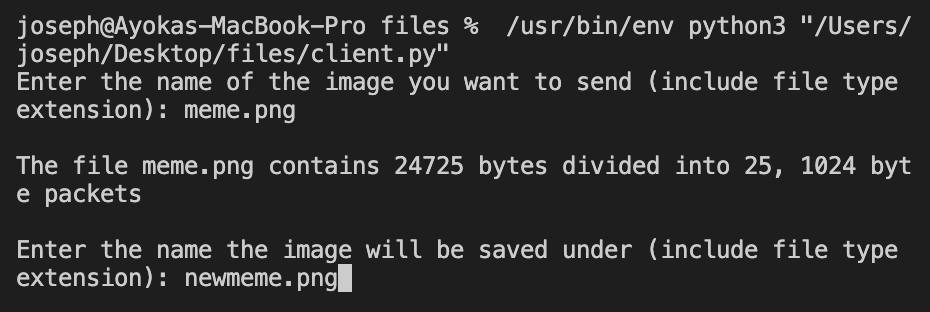 joseph@Ayokas-MacBook-Pro files %  /usr/bin/env python3 "/Users/
joseph/Desktop/files/client.py"
Enter the name of the image you want to send (include file type
extension): meme.png
The file meme.png contains 24725 bytes divided into 25, 1024 byt
e packets
Enter the name the image will be saved under (include file type
extension): newmeme.png